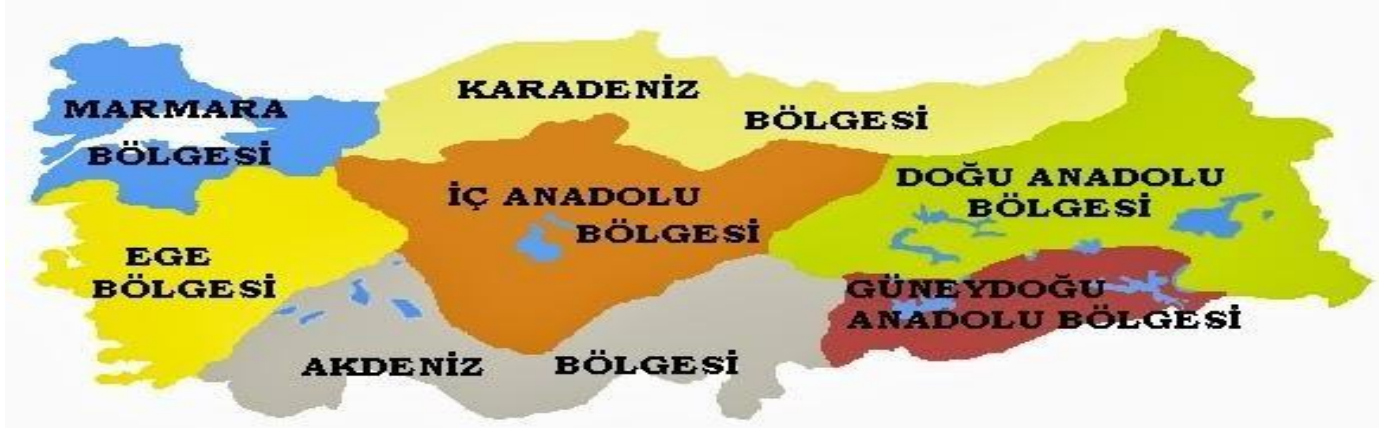 MARMARA
BÖLGESİ
KARADENİZ
BÖLGESİ
İÇ ANADOLU
BÖLGESİ
DOĞU ANADOLU
BÖLGESİ
EGE
BÖLGESİ
GÜNEYDOĞU
ANADOLU BÖLGESİ
AKDENİZ BÖLGESİ